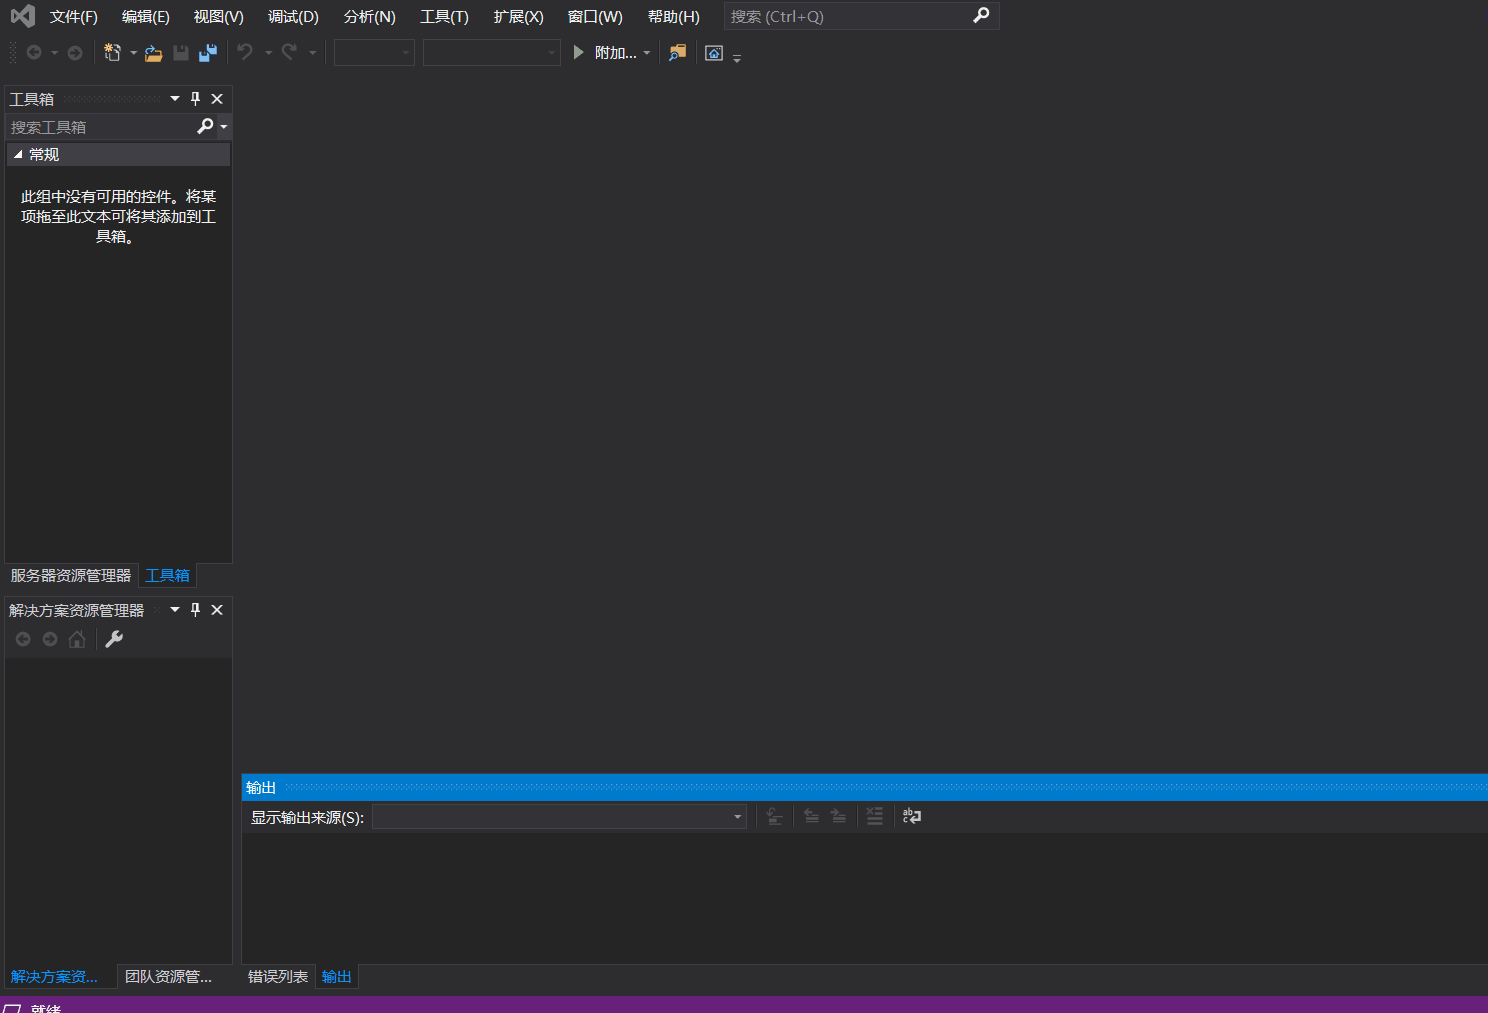 文件(F) 编辑(E) 视图(V) 调试(D) 分析(N) 工具(T) 扩展(X) 窗口(W) 帮助(H) 搜索 (Ctrl+Q)
附加...
工具箱
搜索工具箱
常规
此组中没有可用的控件。将某
项拖至此文本可将其添加到工
具箱。
服务器资源管理器 工具箱
解决方案资源管理器
输出
显示输出来源(S):
解决方案资... 团队资源管... 错误列表 输出
就绪